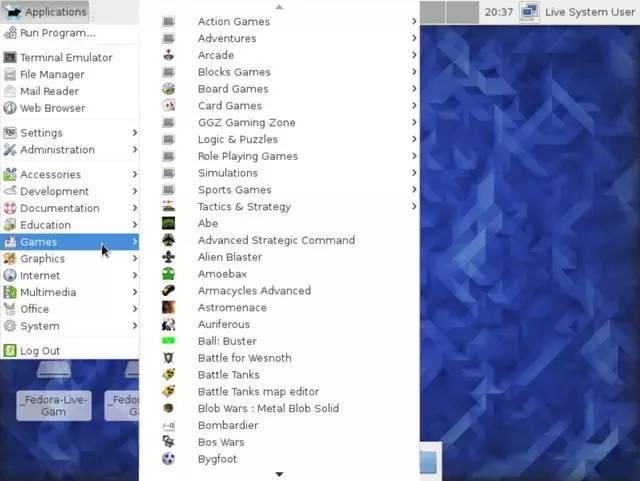 Applications
20:37
Live System User
Run Program...
Terminal Emulator
File Manager
Mail Reader
Web Browser
Settings
Administration
Accessories
Development
Documentation
Education
Games
Graphics
Internet
Multimedia
Office
System
Log Out
Action Games
Adventures
Arcade
Blocks Games
Board Games
Card Games
GGZ Gaming Zone
Logic & Puzzles
Role Playing Games
Simulations
Sports Games
Tactics & Strategy
Abe
Advanced Strategic Command
Alien Blaster
Amoebax
Armacycles Advanced
Astromenace
Auriferous
Ball: Buster
Battle for Wesnoth
Battle Tanks
Battle Tanks map editor
Blob Wars : Metal Blob Solid
Bombardier
Bos Wars
Bygfoot
_Fedora-Live-
Gam
_Fedo